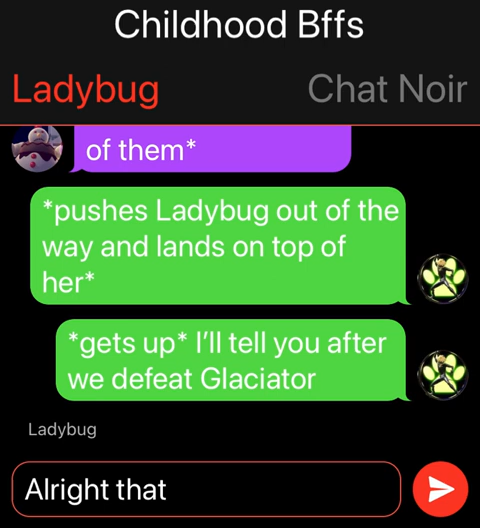 Childhood Bffs
Ladybug
Chat Noir
of them*
*pushes Ladybug out of the
way and lands on top of
her*
*gets up* I’ll tell you after
we defeat Glaciator
Ladybug
Alright that